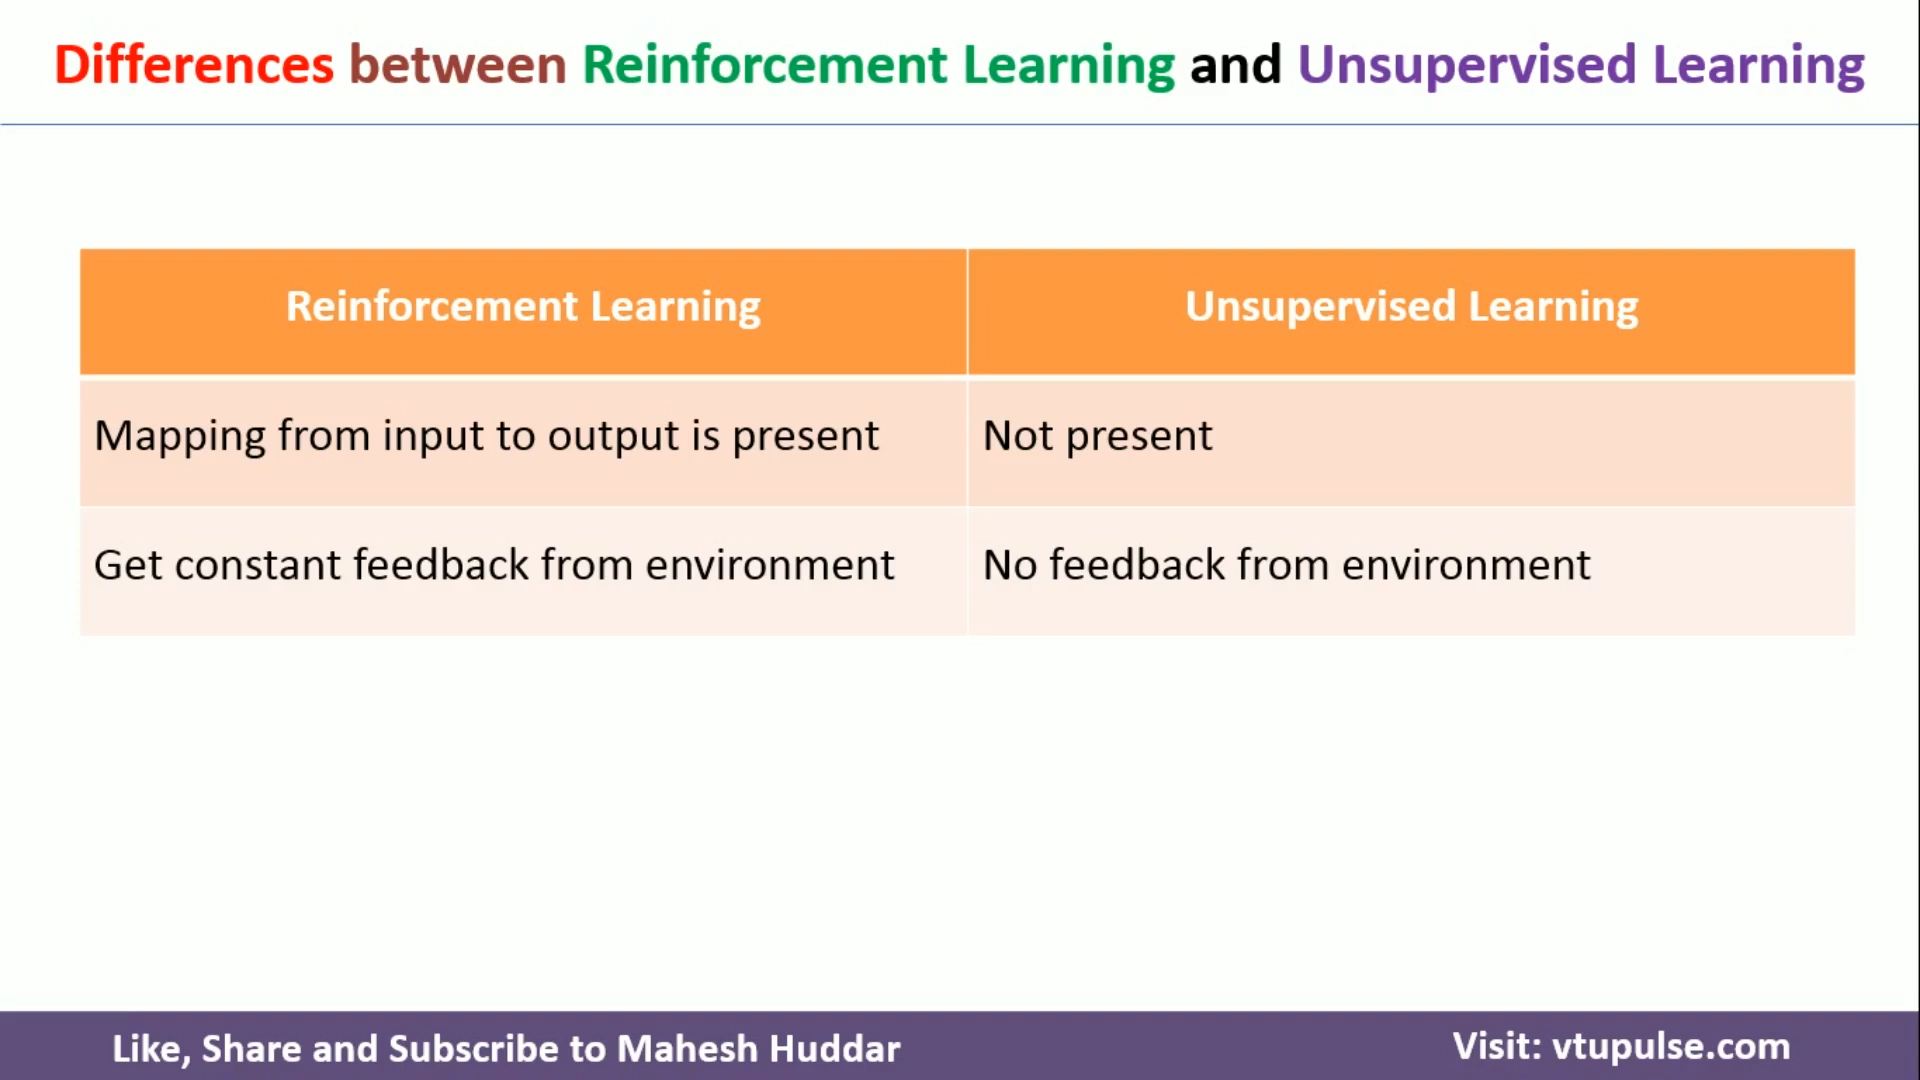 Differences between Reinforcement Learning and Unsupervised Learning
Reinforcement Learning
Unsupervised Learning
Mapping from input to output is present
Not present
Get constant feedback from environment
No feedback from environment
Like, Share and Subscribe to Mahesh Huddar
Visit: vtupulse.com